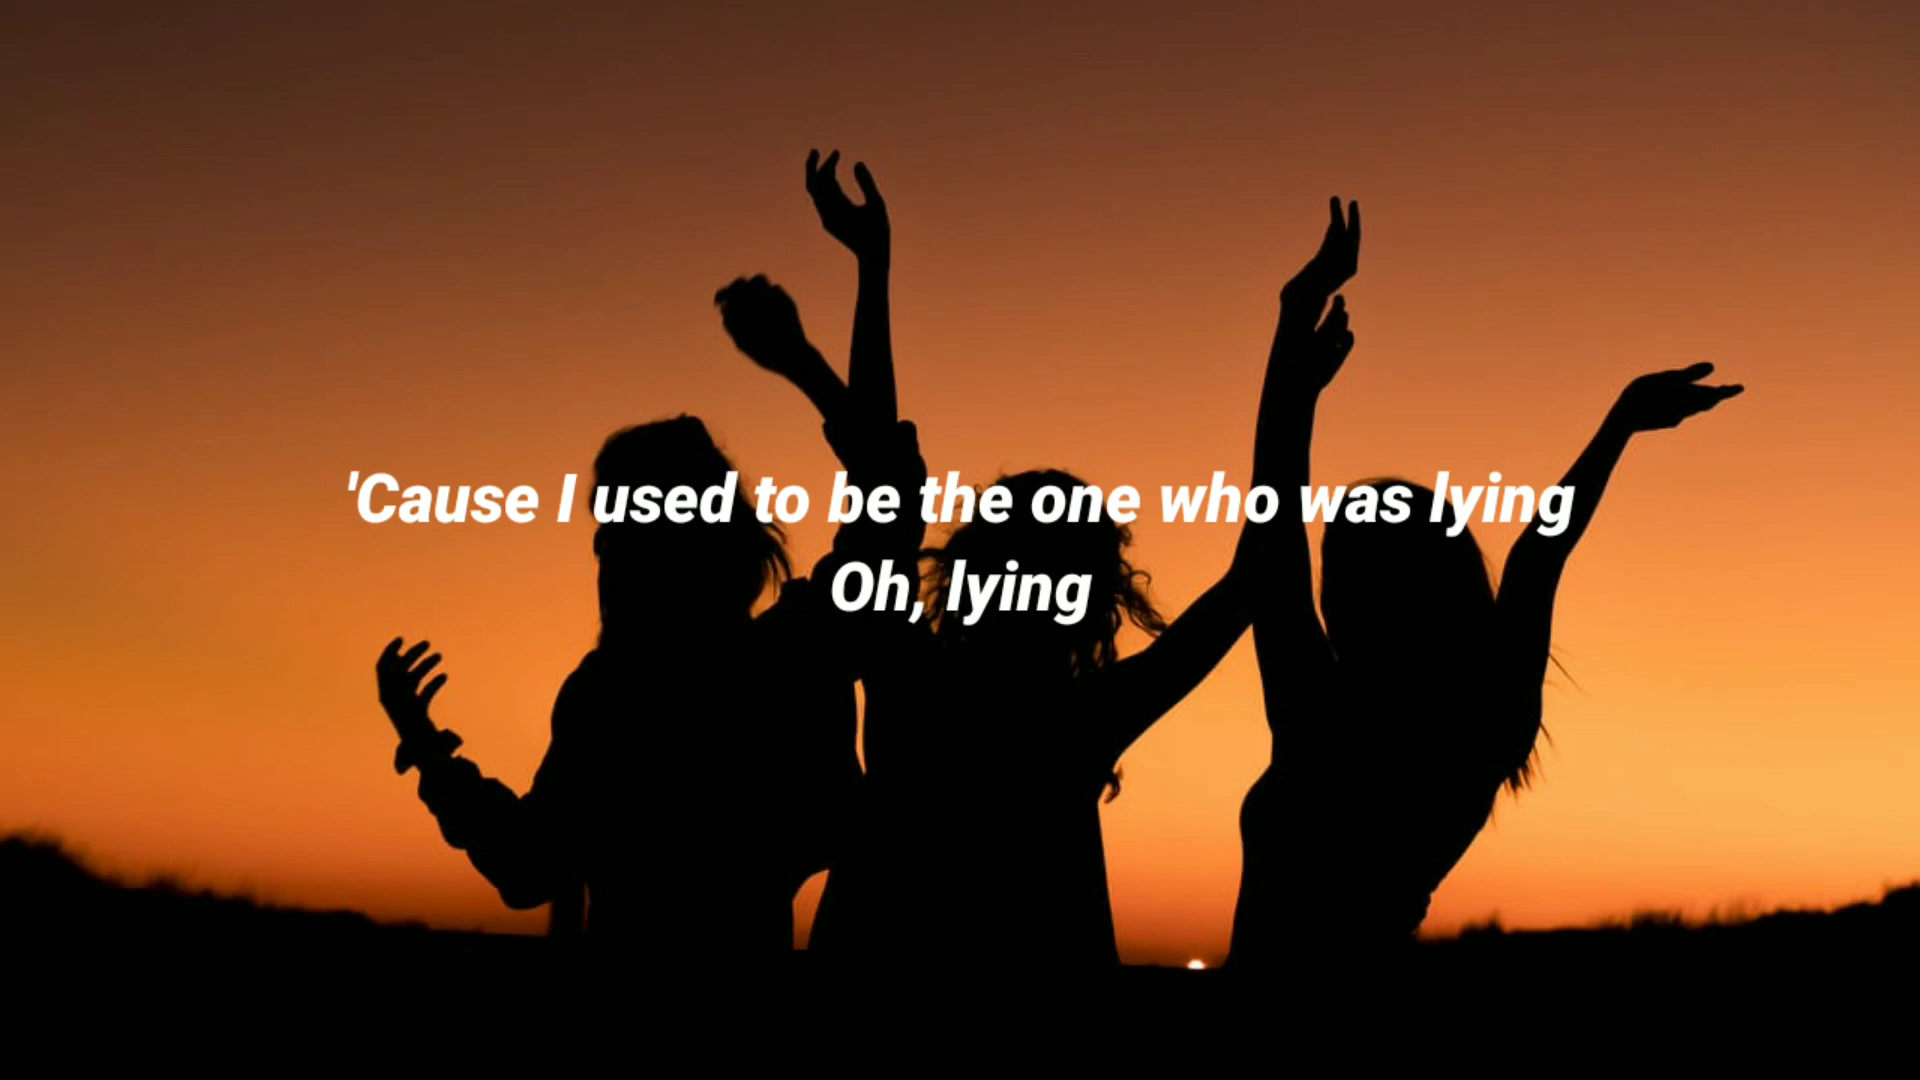 'Cause I used to be the one who was lying
Oh, lying